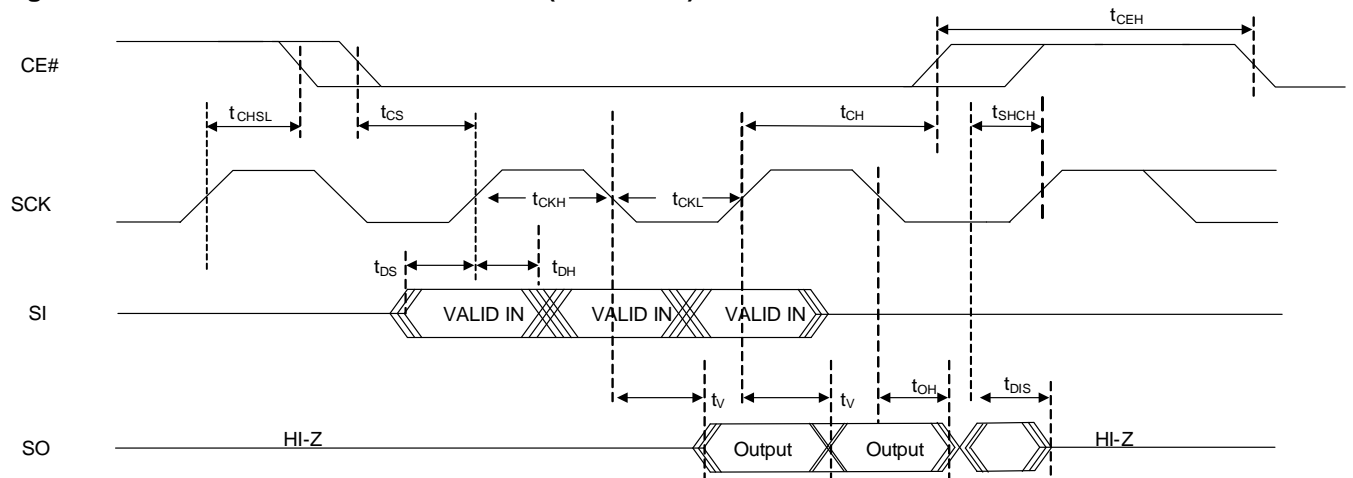 tCEH
CE#
tCHSL
tCS
tCH
tSHCH
SCK
tCKH
tCKL
tDS
tDH
SI
VALID IN
VALID IN
VALID IN
tV
tV
tOH
tDIS
SO
HI-Z
Output
Output
HI-Z